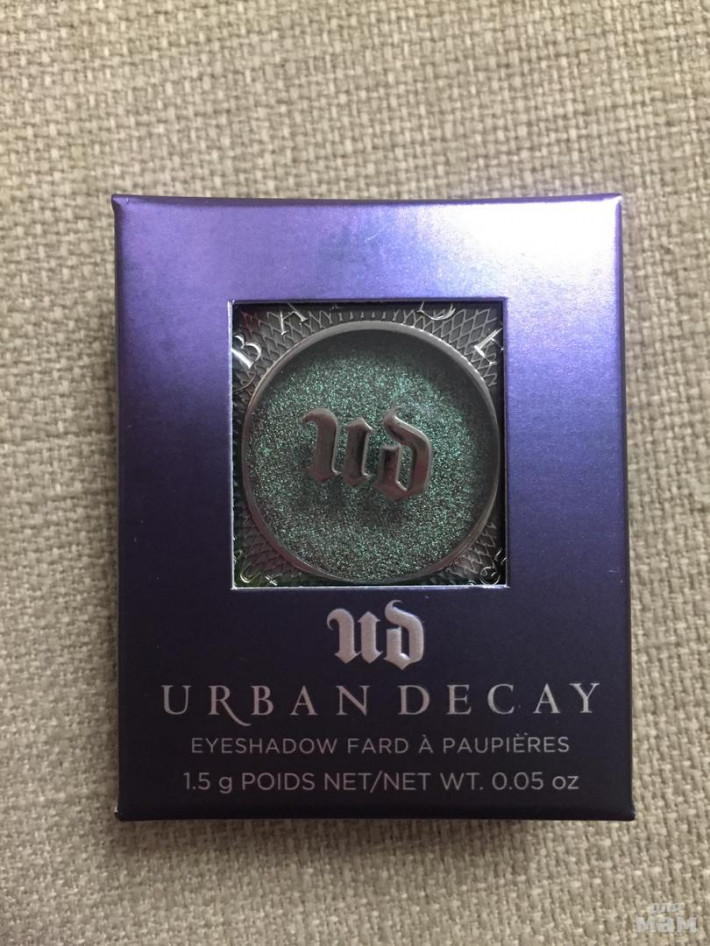 ud
ud
URBAN DECAY
EYESHADOW FARD À PAUPIÈRES
1.5 g POIDS NET/NET WT. 0.05 oz